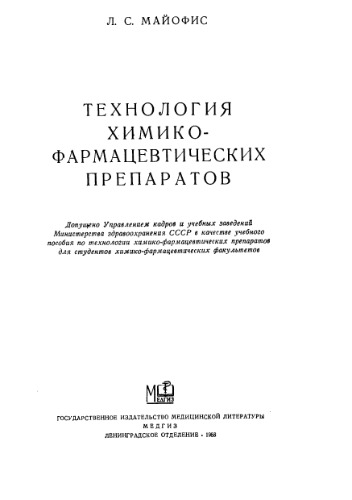 Л. С. МАЙОФИС
ТЕХНОЛОГИЯ
ХИМИКО-
ФАРМАЦЕВТИЧЕСКИХ
ПРЕПАРАТОВ
Допущено Управлением кадров и учебных заведений
Министерства здравоохранения СССР в качестве учебного
пособия по технологии химико-фармацевтических препаратов
для студентов химико-фармацевтических факультетов
МЕДГИЗ
ГОСУДАРСТВЕННОЕ ИЗДАТЕЛЬСТВО МЕДИЦИНСКОЙ ЛИТЕРАТУРЫ
МЕДГИЗ
ЛЕНИНГРАДСКОЕ ОТДЕЛЕНИЕ -